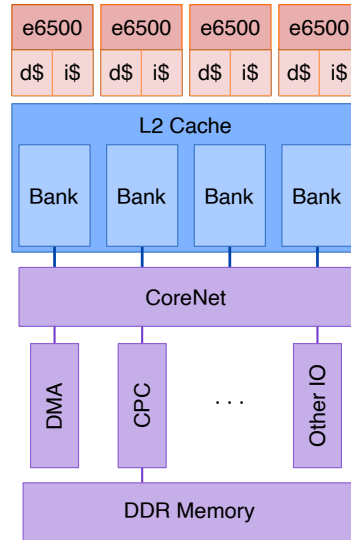 e6500 e6500 e6500 e6500
d$ i$ d$ i$ d$ i$ d$ i$
L2 Cache
Bank Bank Bank Bank
CoreNet
DMA CPC . . . Other IO
DDR Memory